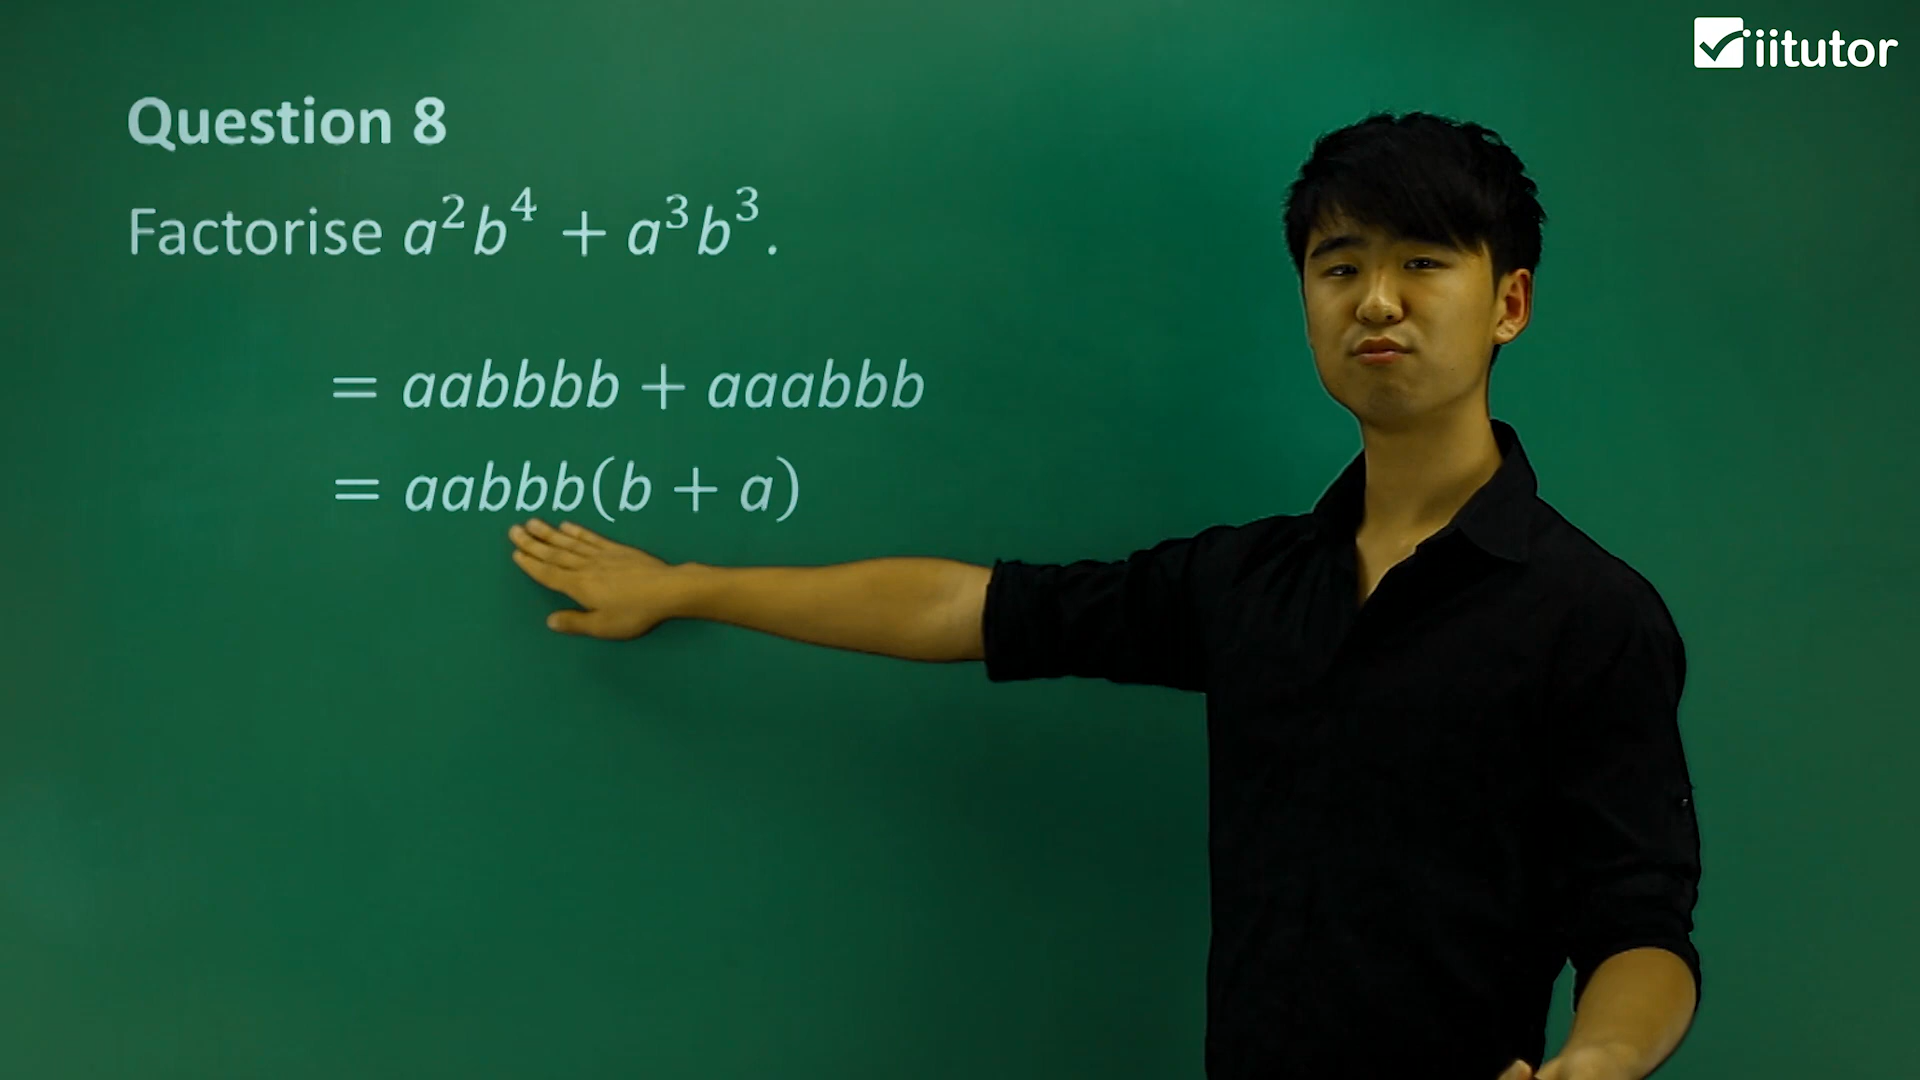 iitutor
Question 8
Factorise a²b⁴ + a³b³.
= aabbbb + aaabbb
= aabbb(b + a)